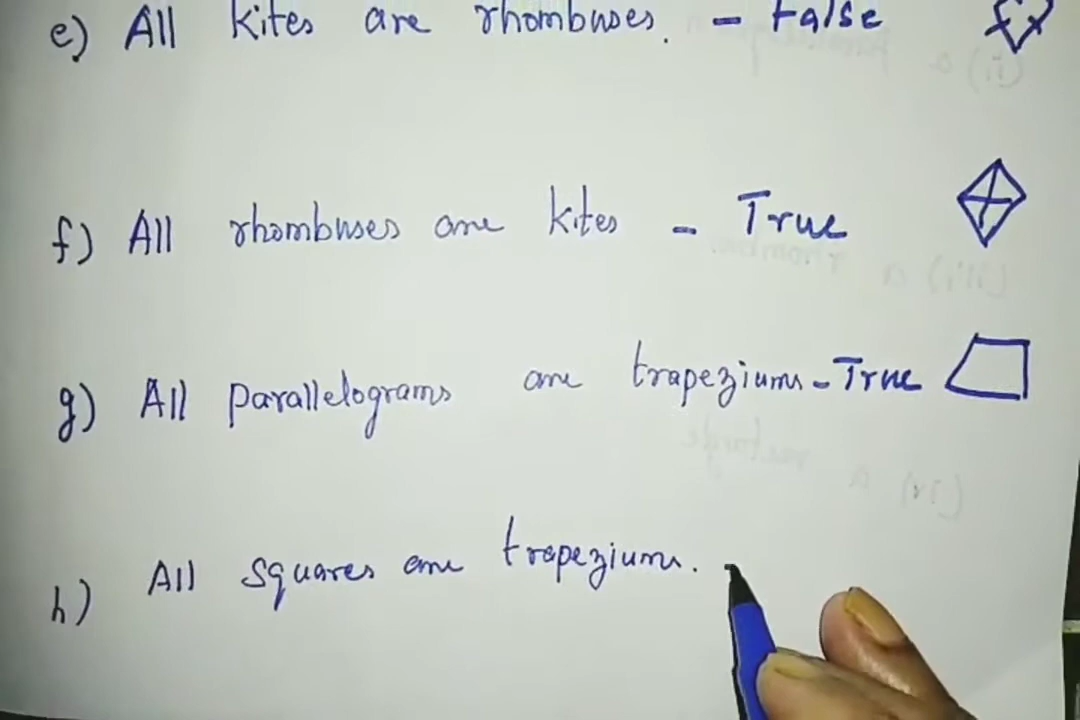 e) All kites are rhombuses. - False
f) All rhombuses are kites - True
g) All parallelograms are trapeziums - True
h) All squares are trapeziums.